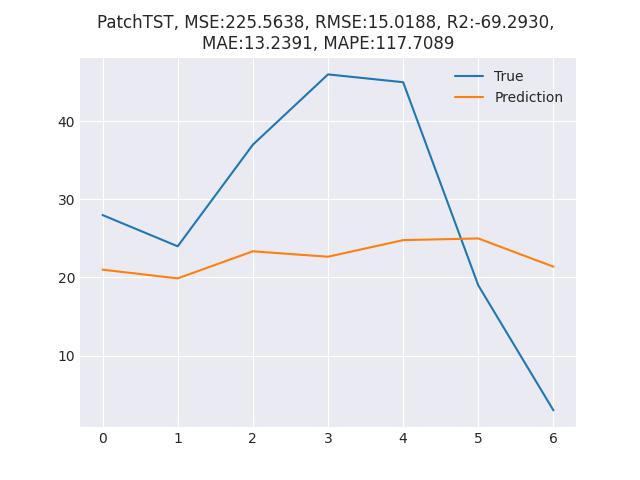 PatchTST, MSE:225.5638, RMSE:15.0188, R2:-69.2930,
MAE:13.2391, MAPE:117.7089
True
Prediction
40
30
20
10
0 1 2 3 4 5 6